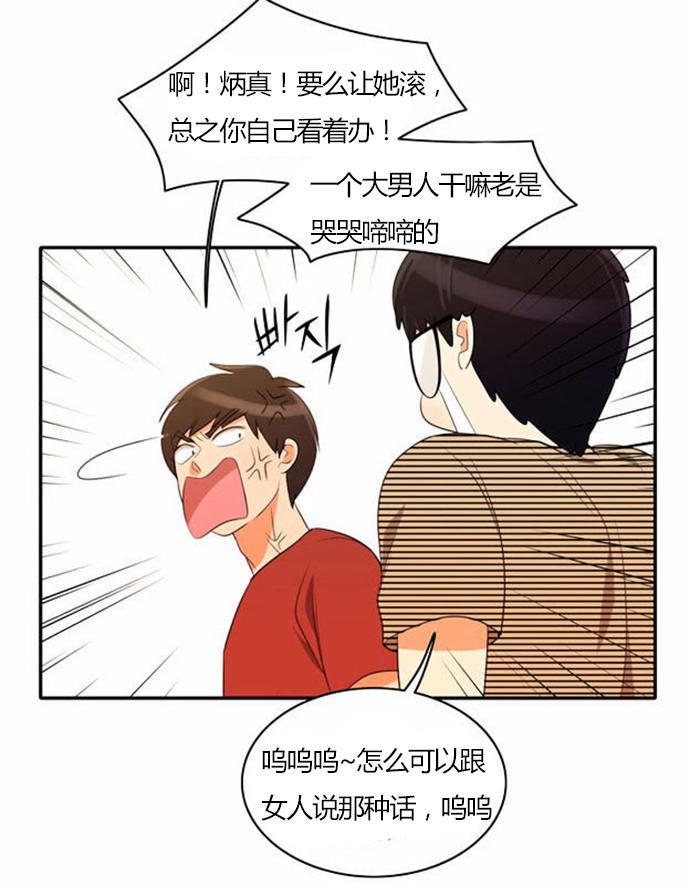 啊！炳真！要么让她滚，
总之你自己看着办！
一个大男人干嘛老是
哭哭啼啼的
빠직
呜呜呜~怎么可以跟
女人说那种话，呜呜